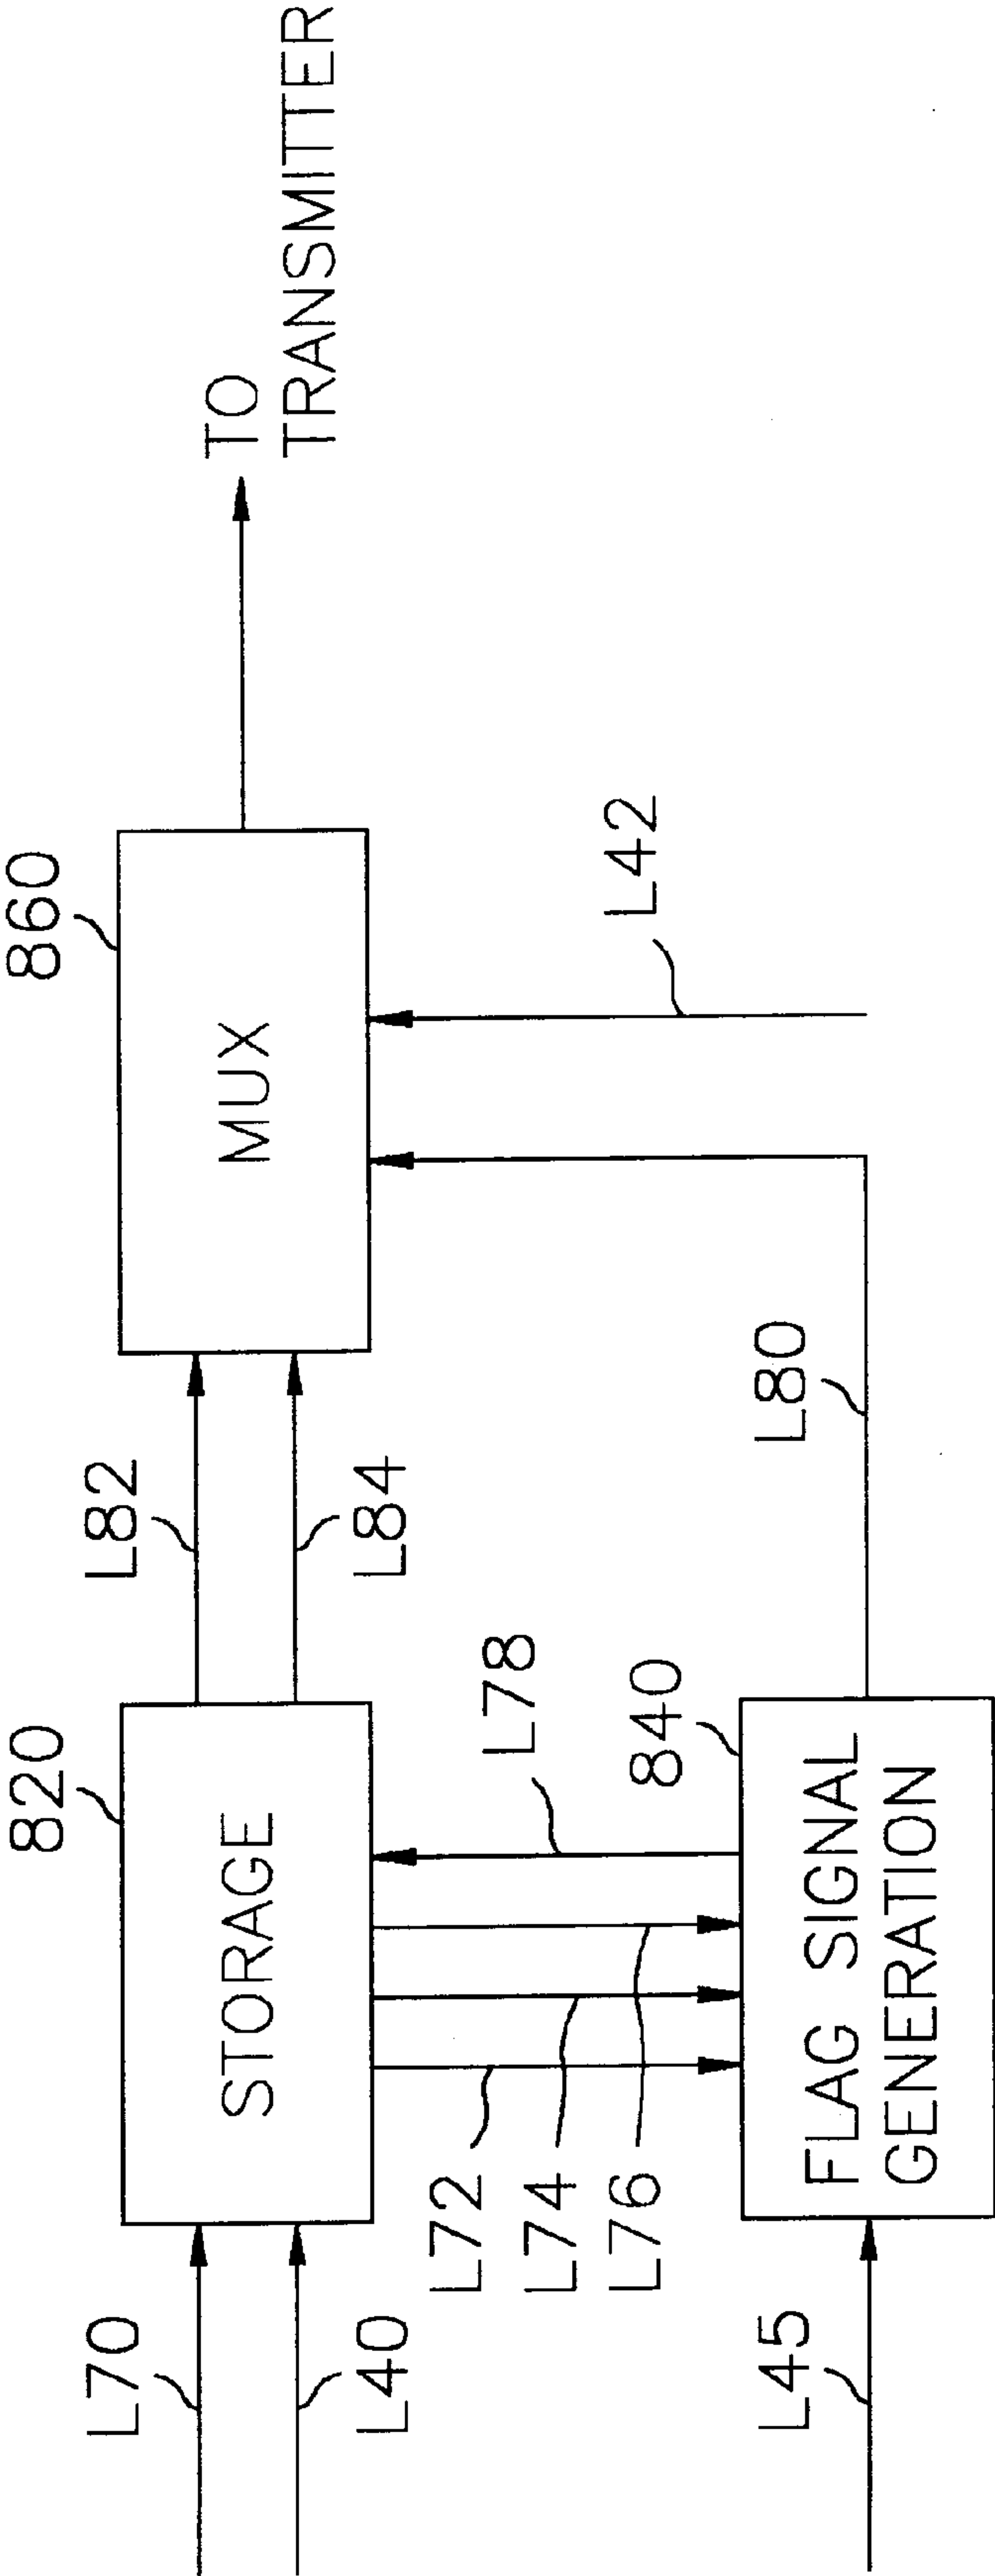 820
860
L70
L82
TO
TRANSMITTER
STORAGE
MUX
L40
L84
L72
L78
L74
L76
L42
840
L45
L80
FLAG SIGNAL
GENERATION